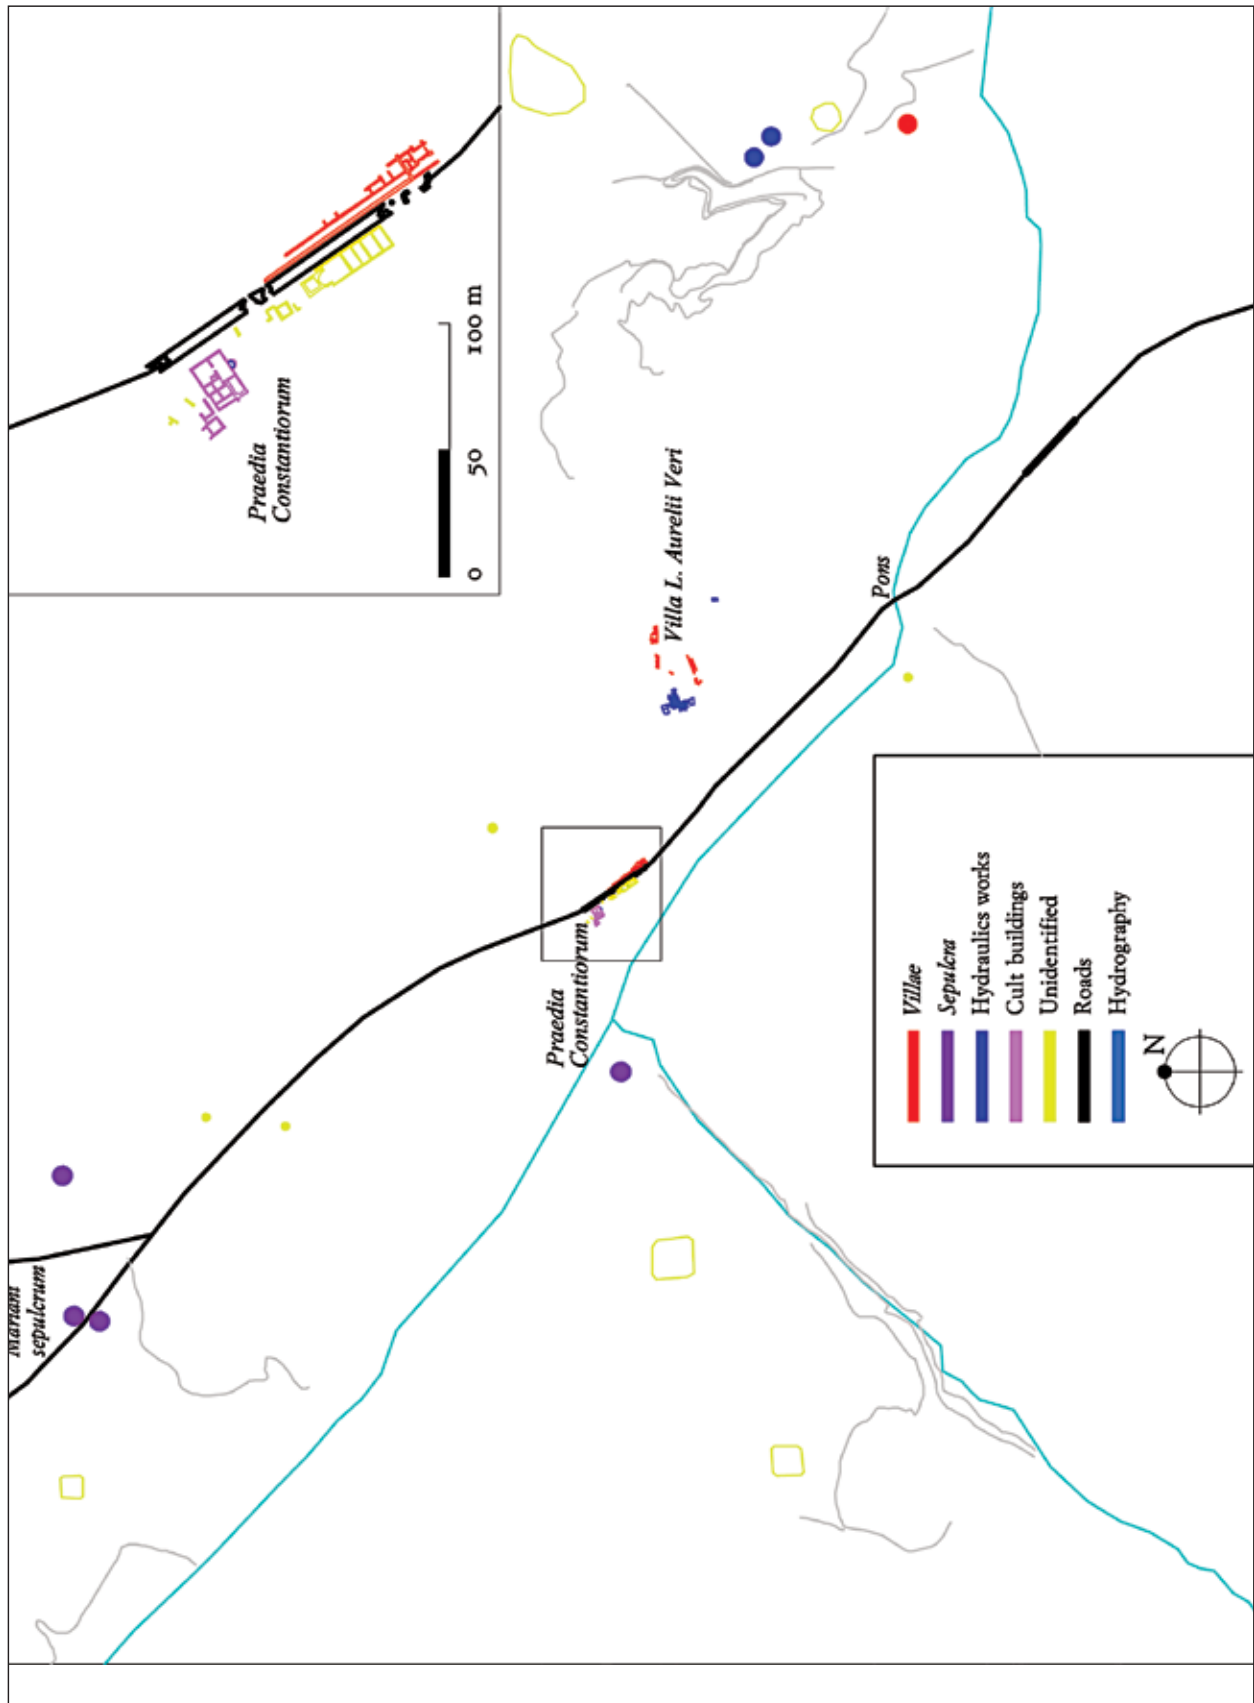 sepulcrum
Praedia
Constantiorum
0 50 100 m
Praedia
Constantiorum
Villa L. Aurelii Veri
Pons
Villae
Sepulcra
Hydraulics works
Cult buildings
Unidentified
Roads
Hydrography
N